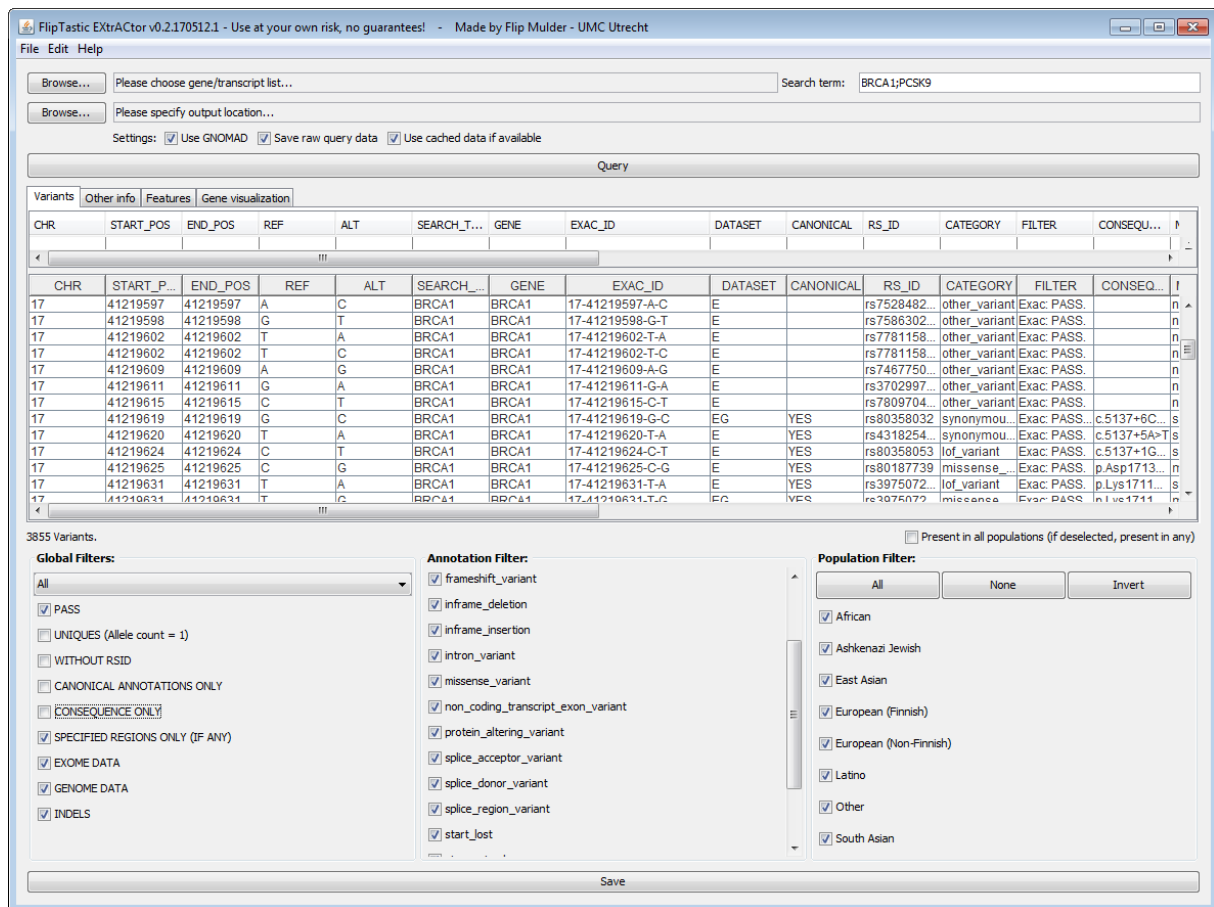 FlipTastic EXtrACtor v0.2.170512.1 - Use at your own risk, no guarantees! - Made by Flip Mulder - UMC Utrecht
File Edit Help
Browse... Please choose gene/transcript list... Search term: BRCA1;PCSK9
Browse... Please specify output location...
Settings: Use GNOMAD Save raw query data Use cached data if available
Query
Variants Other info Features Gene visualization
CHR START_POS END_POS REF ALT SEARCH_T... GENE EXAC_ID DATASET CANONICAL RS_ID CATEGORY FILTER CONSEQU...
CHR START_P... END_POS REF ALT SEARCH_... GENE EXAC_ID DATASET CANONICAL RS_ID CATEGORY FILTER CONSEQ...
17 41219597 41219597 A C BRCA1 BRCA1 17-41219597-A-C E rs7528482... other_variant Exac: PASS. n
17 41219598 41219598 G T BRCA1 BRCA1 17-41219598-G-T E rs7586302... other_variant Exac: PASS. n
17 41219602 41219602 T A BRCA1 BRCA1 17-41219602-T-A E rs7781158... other_variant Exac: PASS. n
17 41219602 41219602 T C BRCA1 BRCA1 17-41219602-T-C E rs7781158... other_variant Exac: PASS. n
17 41219609 41219609 A G BRCA1 BRCA1 17-41219609-A-G E rs7467750... other_variant Exac: PASS. n
17 41219611 41219611 G A BRCA1 BRCA1 17-41219611-G-A E rs3702997... other_variant Exac: PASS. n
17 41219615 41219615 C T BRCA1 BRCA1 17-41219615-C-T E rs7809704... other_variant Exac: PASS. n
17 41219619 41219619 G C BRCA1 BRCA1 17-41219619-G-C EG YES rs80358032 synonymou... Exac: PASS... c.5137+6C... s
17 41219620 41219620 T A BRCA1 BRCA1 17-41219620-T-A E YES rs4318254... synonymou... Exac: PASS. c.5137+5A>T s
17 41219624 41219624 C T BRCA1 BRCA1 17-41219624-C-T E YES rs80358053 lof_variant Exac: PASS. c.5137+1G... s
17 41219625 41219625 C G BRCA1 BRCA1 17-41219625-C-G E YES rs80187739 missense_... Exac: PASS. p.Asp1713... m
17 41219631 41219631 T A BRCA1 BRCA1 17-41219631-T-A E YES rs3975072... lof_variant Exac: PASS. p.Lys1711... s
17 41219631 41219631 T G BRCA1 BRCA1 17-41219631-T-G EG YES rs3975072... missense_... Exac: PASS. p.Lys1711...
3855 Variants. Present in all populations (if deselected, present in any)
Global Filters: Annotation Filter: Population Filter:
All frameshift_variant All None Invert
PASS inframe_deletion African
UNIQUES (Allele count = 1) inframe_insertion Ashkenazi Jewish
WITHOUT RSID intron_variant East Asian
CANONICAL ANNOTATIONS ONLY missense_variant European (Finnish)
CONSEQUENCE ONLY non_coding_transcript_exon_variant European (Non-Finnish)
SPECIFIED REGIONS ONLY (IF ANY) protein_altering_variant Latino
EXOME DATA splice_acceptor_variant Other
GENOME DATA splice_donor_variant South Asian
INDELS splice_region_variant
start_lost
Save